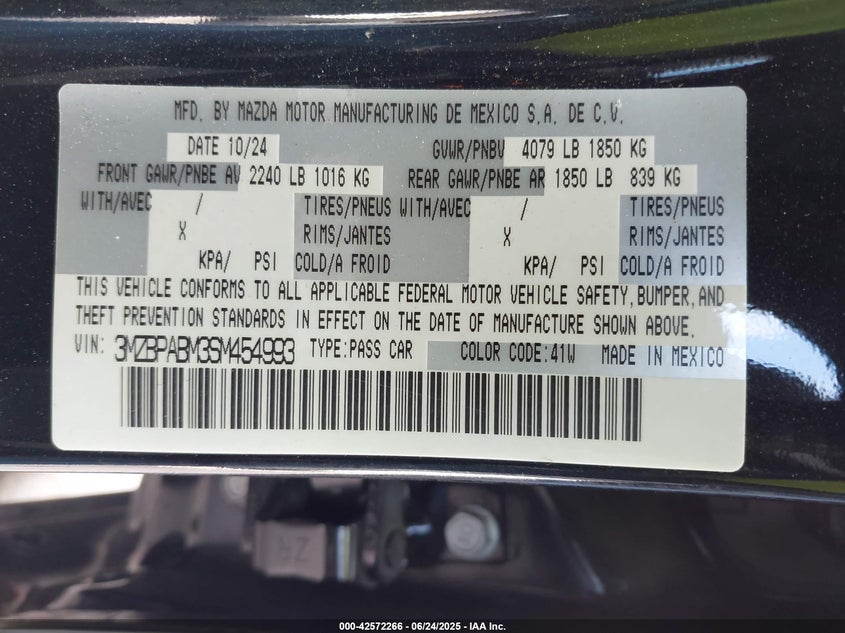 MFD. BY MAZDA MOTOR MANUFACTURING DE MEXICO S.A. DE C.V.
DATE 10/24 GVWR/PNBV 4079 LB 1850 KG
FRONT GAWR/PNBE AV 2240 LB 1016 KG REAR GAWR/PNBE AR 1850 LB 839 KG
WITH/AVEC / TIRES/PNEUS WITH/AVEC / TIRES/PNEUS
X RIMS/JANTES X RIMS/JANTES
KPA/ PSI COLD/A FROID KPA/ PSI COLD/A FROID
THIS VEHICLE CONFORMS TO ALL APPLICABLE FEDERAL MOTOR VEHICLE SAFETY, BUMPER, AND
THEFT PREVENTION STANDARDS IN EFFECT ON THE DATE OF MANUFACTURE SHOWN ABOVE.
VIN: 3MZBPABM3SM454993 TYPE:PASS CAR COLOR CODE:41W MADE IN MEXICO
000-42572266 - 06/24/2025 - IAA Inc.